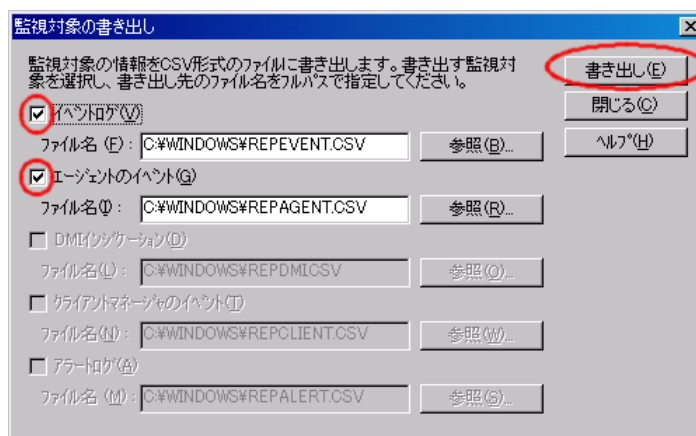 監視対象の書き出し
監視対象の情報をCSV形式のファイルに書き出します。書き出す監視対
象を選択し、書き出し先のファイル名をフルパスで指定してください。
書き出し(E)
閉じる(C)
ヘルプ(H)
イベントログ(V)
ファイル名 (F) : C:¥WINDOWS¥REPEVENT.CSV 参照(B)...
エージェントのイベント(G)
ファイル名(I) : C:¥WINDOWS¥REPAGENT.CSV 参照(R)...
DMIインジケーション(D)
ファイル名(L) : C:¥WINDOWS¥REPDMI.CSV 参照(O)...
クライアントマネージャのイベント(T)
ファイル名(N) : C:¥WINDOWS¥REPCLIENT.CSV 参照(W)...
アラートログ(A)
ファイル名 (M) : C:¥WINDOWS¥REPALERT.CSV 参照(S)...